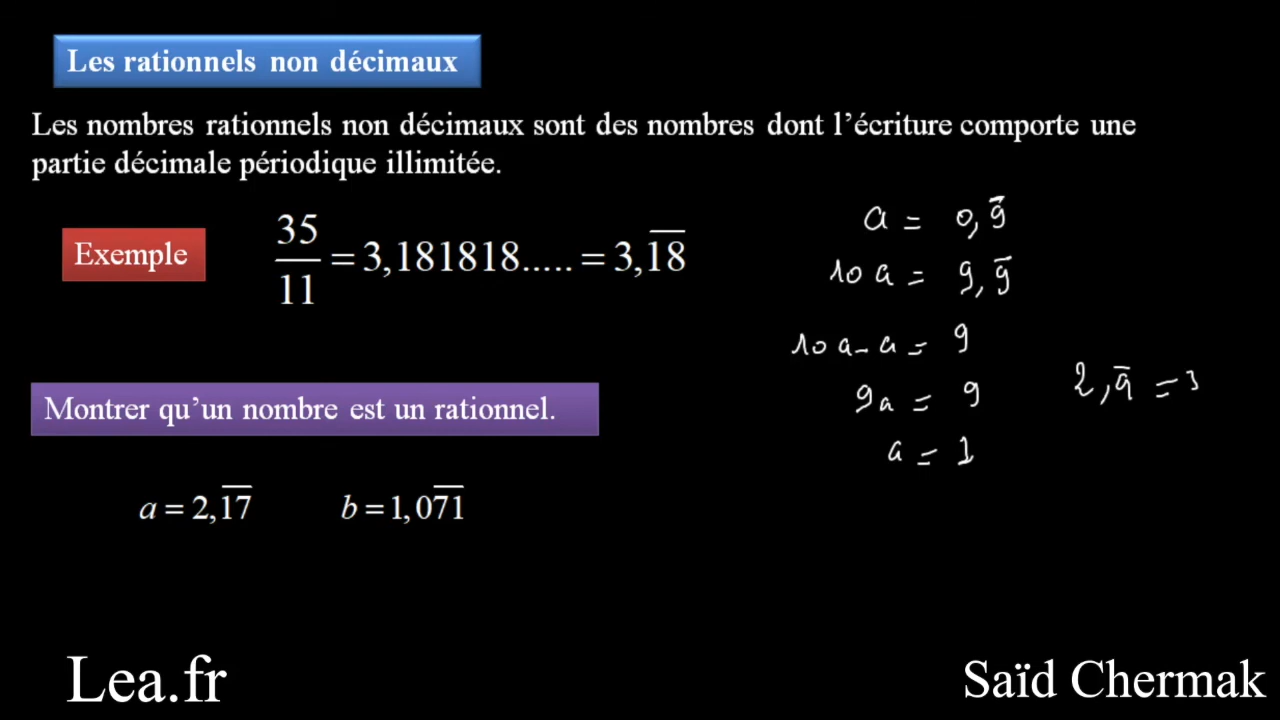 Les rationnels non décimaux
Les nombres rationnels non décimaux sont des nombres dont l’écriture comporte une
partie décimale périodique illimitée.
Exemple
35/11 = 3,181818..... = 3,1̅8̅
a = 0,9̅
10 a = 9,9̅
10 a - a = 9
9a = 9
a = 1
2,9̅ = 3
Montrer qu’un nombre est un rationnel.
a = 2,1̅7̅
b = 1,07̅1̅
Lea.fr
Saïd Chermak